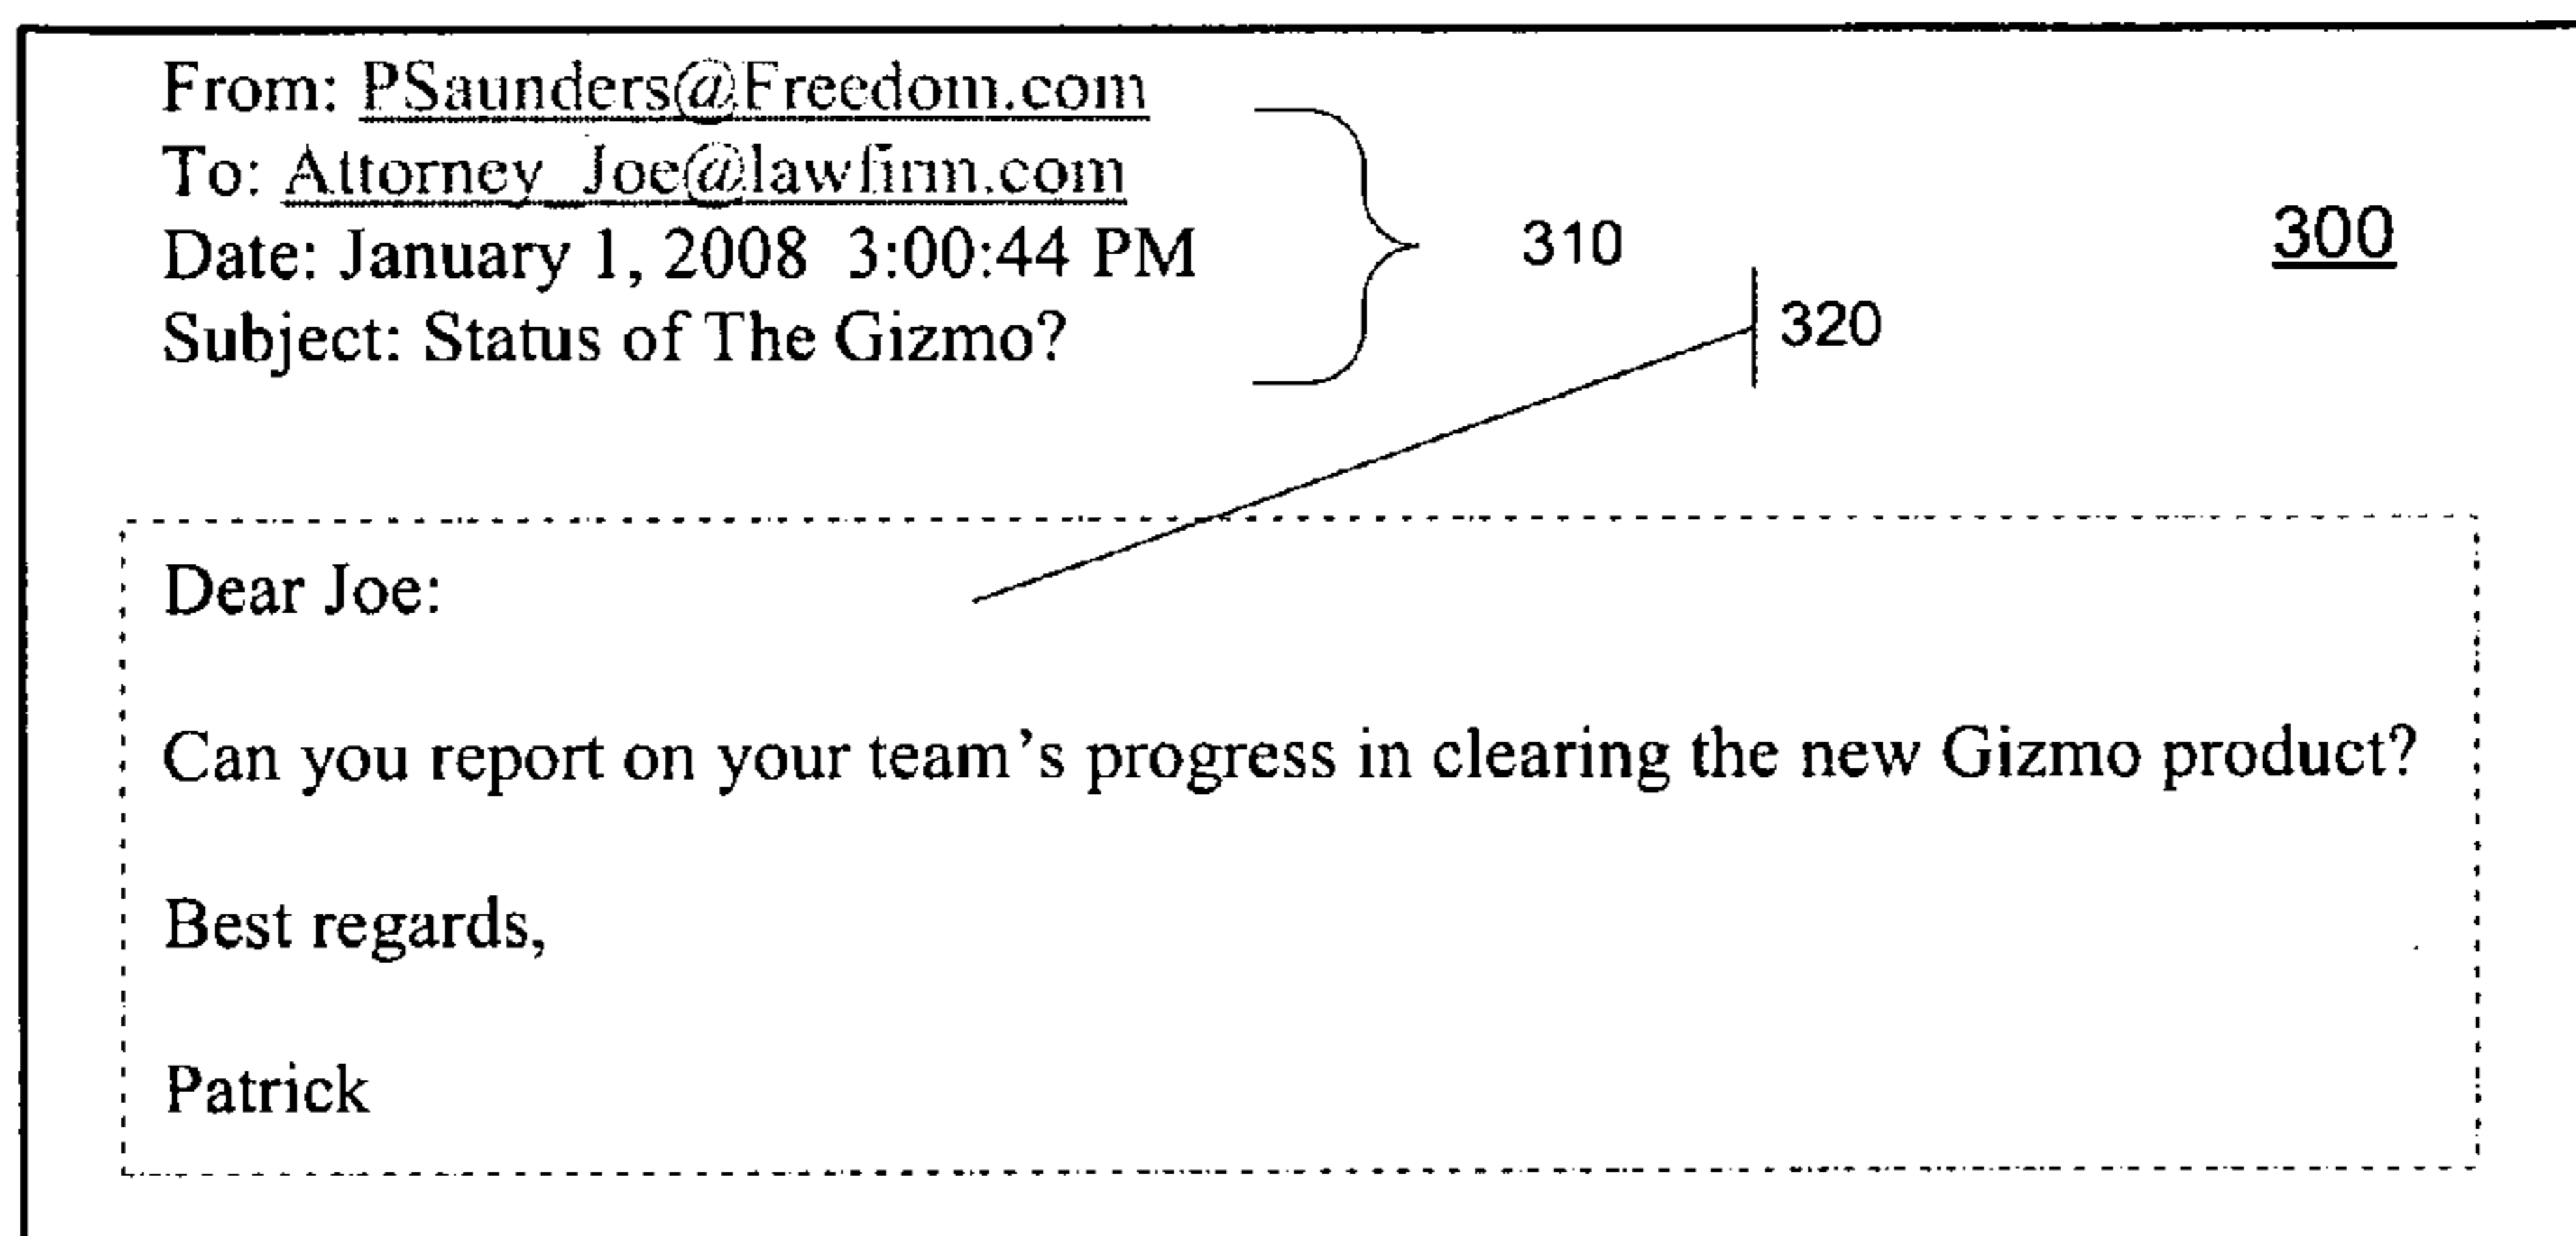 From: PSaunders@Freedom.com
To: Attorney_Joe@lawfirm.com
Date: January 1, 2008 3:00:44 PM
Subject: Status of The Gizmo?
310
300
320
Dear Joe:
Can you report on your team's progress in clearing the new Gizmo product?
Best regards,
Patrick